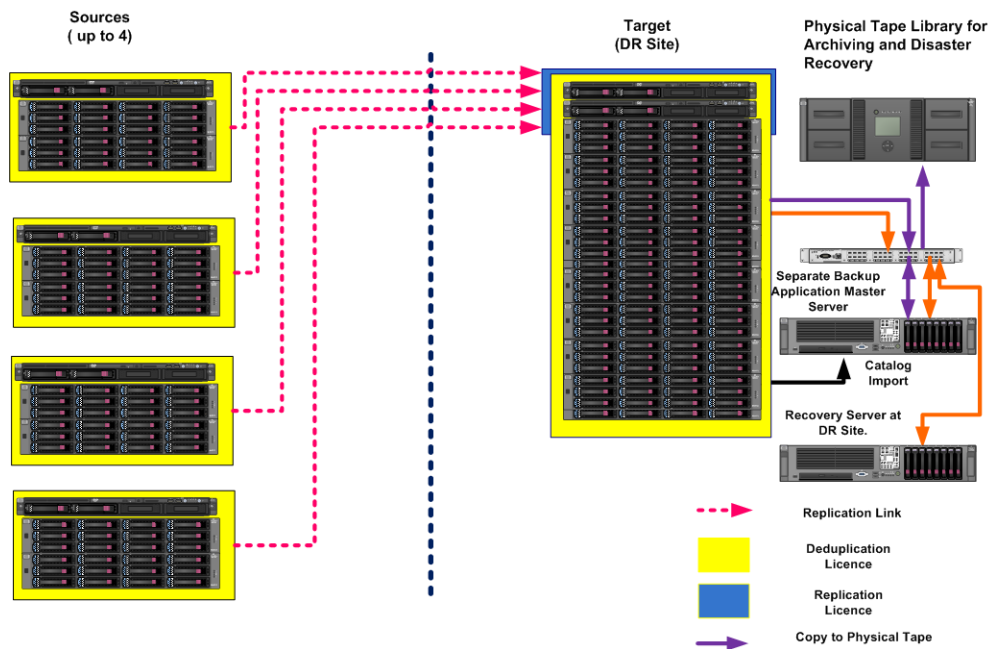 Sources
( up to 4)
Target
(DR Site)
Physical Tape Library for
Archiving and Disaster
Recovery
Separate Backup
Application Master
Server
Catalog
Import
Recovery Server at
DR Site.
Replication Link
Deduplication
Licence
Replication
Licence
Copy to Physical Tape